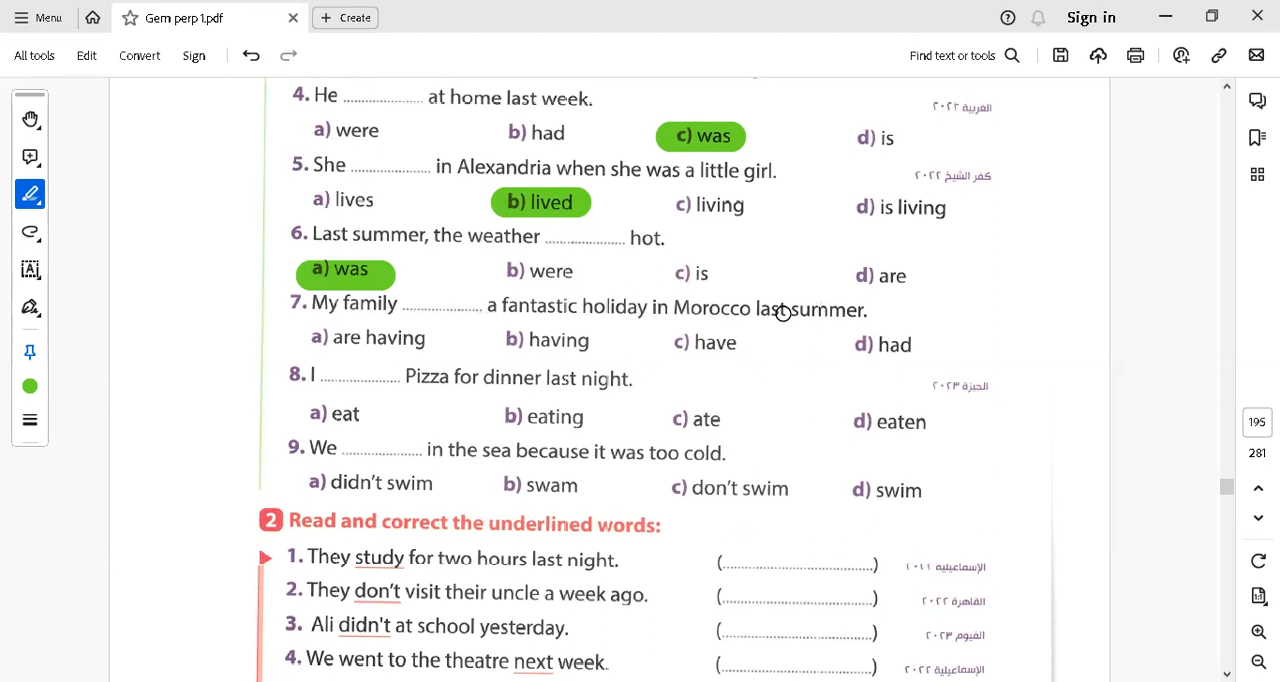 Menu Gem perp 1.pdf Create Sign in
All tools Edit Convert Sign Find text or tools
4. He .................... at home last week. الغربية ٢٠٢٢
a) were b) had c) was d) is
5. She .................... in Alexandria when she was a little girl. كفر الشيخ ٢٠٢٢
a) lives b) lived c) living d) is living
6. Last summer, the weather .................... hot.
a) was b) were c) is d) are
7. My family .................... a fantastic holiday in Morocco last summer.
a) are having b) having c) have d) had
8. I .................... Pizza for dinner last night. الجيزة ٢٠٢٣
a) eat b) eating c) ate d) eaten
9. We .................... in the sea because it was too cold.
a) didn't swim b) swam c) don't swim d) swim
2 Read and correct the underlined words:
1. They study for two hours last night. (........................................) الإسماعيلية
2. They don't visit their uncle a week ago. (........................................) القاهرة ٢٠٢٢
3. Ali didn't at school yesterday. (........................................) الفيوم ٢٠٢٣
4. We went to the theatre next week. (........................................) الإسماعيلية ٢٠٢٢
195
281